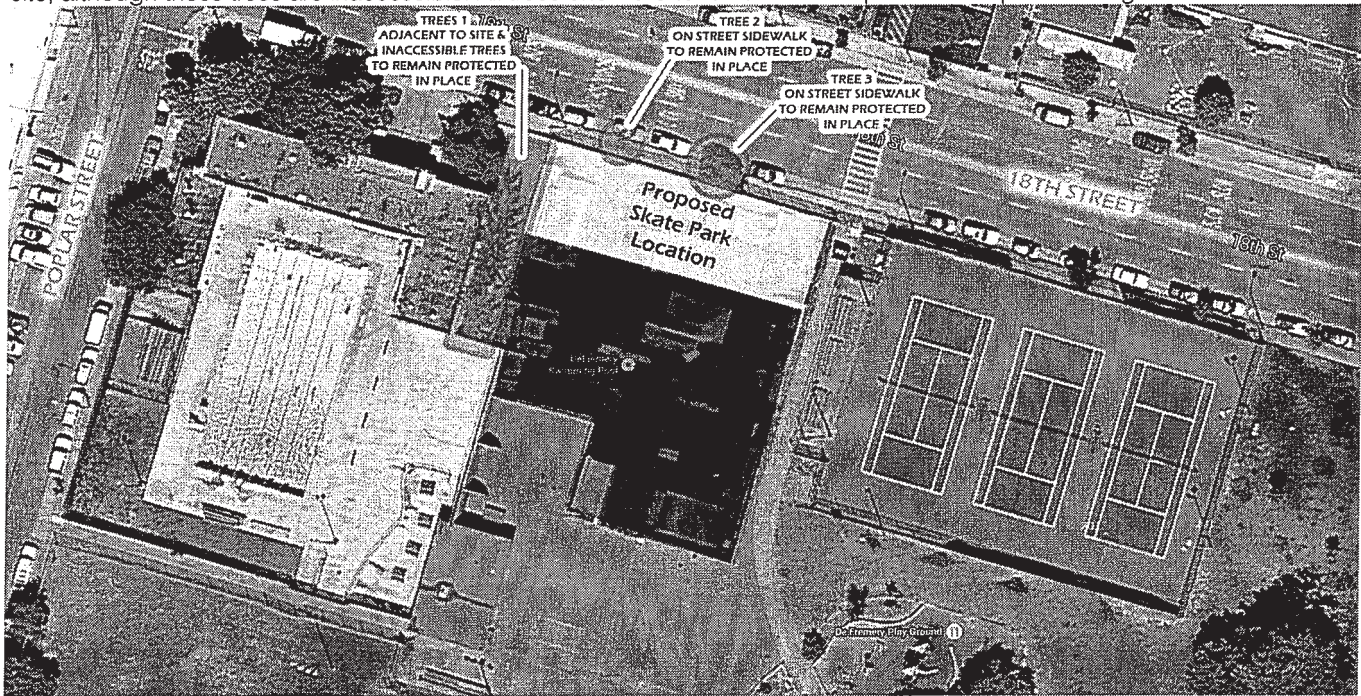 TREES 1
ADJACENT TO SITE &
INACCESSIBLE TREES
TO REMAIN PROTECTED
IN PLACE
TREE 2
ON STREET SIDEWALK
TO REMAIN PROTECTED
IN PLACE
TREE 3
ON STREET SIDEWALK
TO REMAIN PROTECTED
IN PLACE
POPLAR STREET
18TH STREET
18th St
Proposed
Skate Park
Location
De Fremery Play Ground